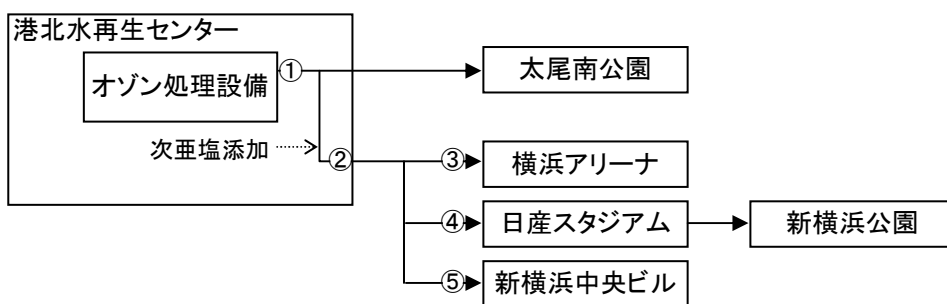 港北水再生センター
オゾン処理設備
①
太尾南公園
次亜塩添加
②
③
横浜アリーナ
④
日産スタジアム
新横浜公園
⑤
新横浜中央ビル